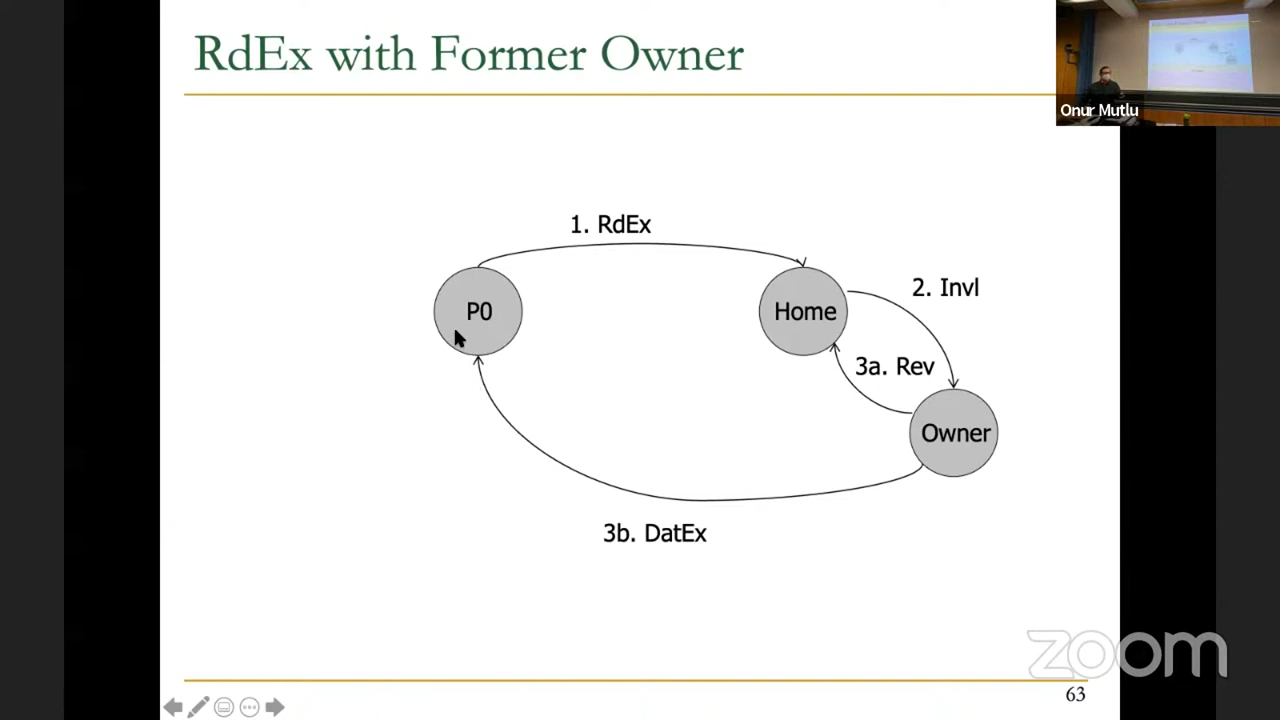 RdEx with Former Owner
Onur Mutlu
1. RdEx
P0
Home
2. Invl
3a. Rev
Owner
3b. DatEx
zoom
63